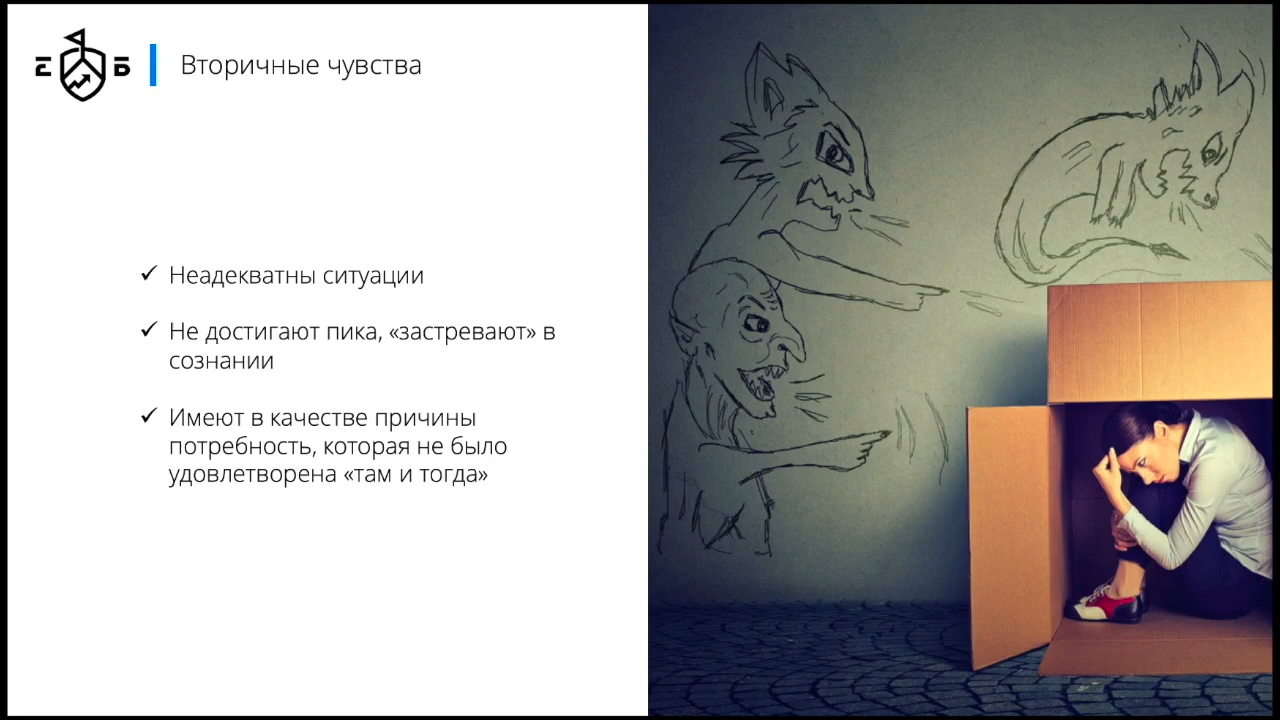 Е Б
Вторичные чувства
✓ Неадекватны ситуации
✓ Не достигают пика, «застревают» в
сознании
✓ Имеют в качестве причины
потребность, которая не было
удовлетворена «там и тогда»